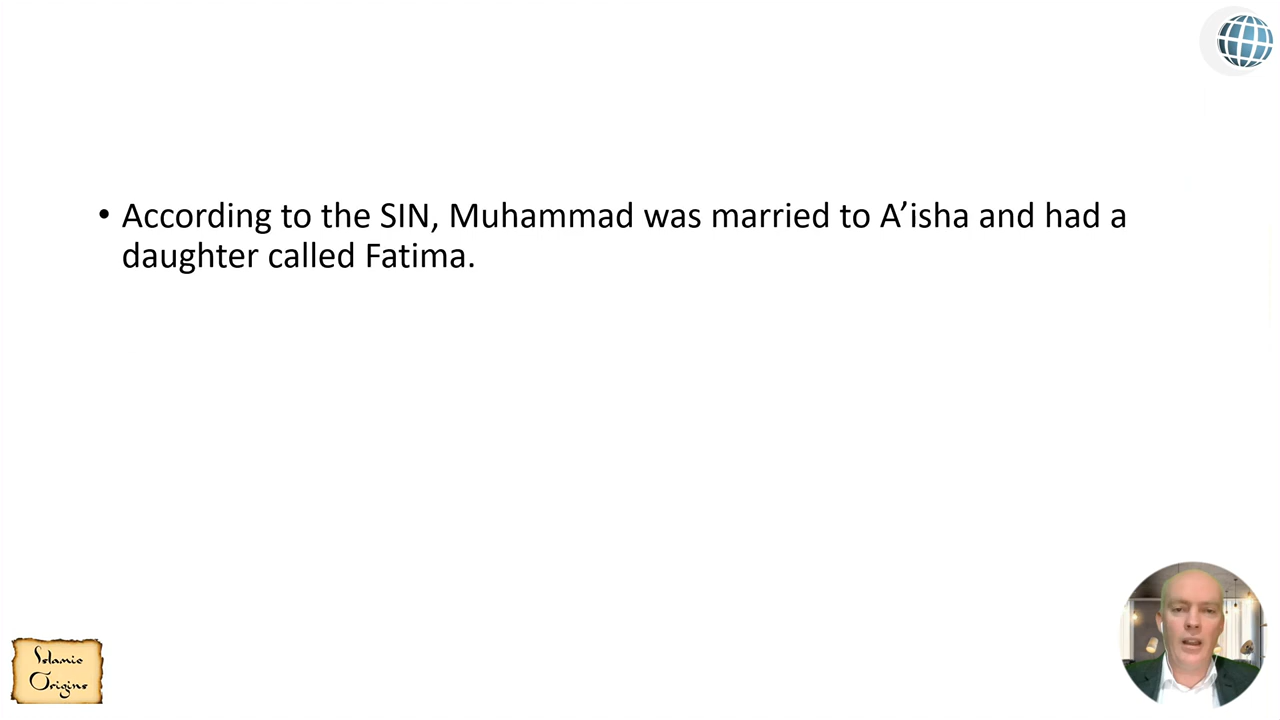 • According to the SIN, Muhammad was married to A’isha and had a
daughter called Fatima.
Islamic
Origins